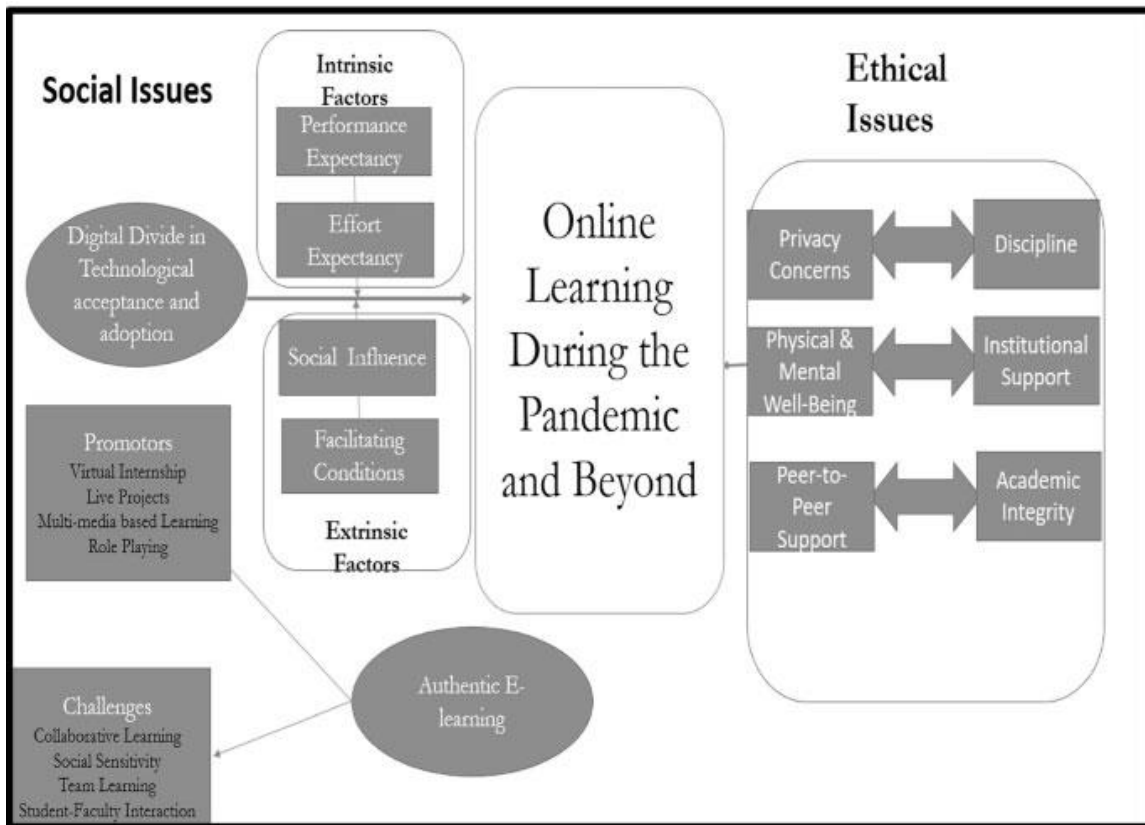 Social Issues
Intrinsic
Factors
Performance
Expectancy
Effort
Expectancy
Digital Divide in
Technological
acceptance and
adoption
Social Influence
Facilitating
Conditions
Extrinsic
Factors
Promotors
Virtual Internship
Live Projects
Multi-media based Learning
Role Playing
Challenges
Collaborative Learning
Social Sensitivity
Team Learning
Student-Faculty Interaction
Authentic E-
learning
Online
Learning
During the
Pandemic
and Beyond
Ethical
Issues
Privacy
Concerns
Discipline
Physical &
Mental
Well-Being
Institutional
Support
Peer-to-
Peer
Support
Academic
Integrity